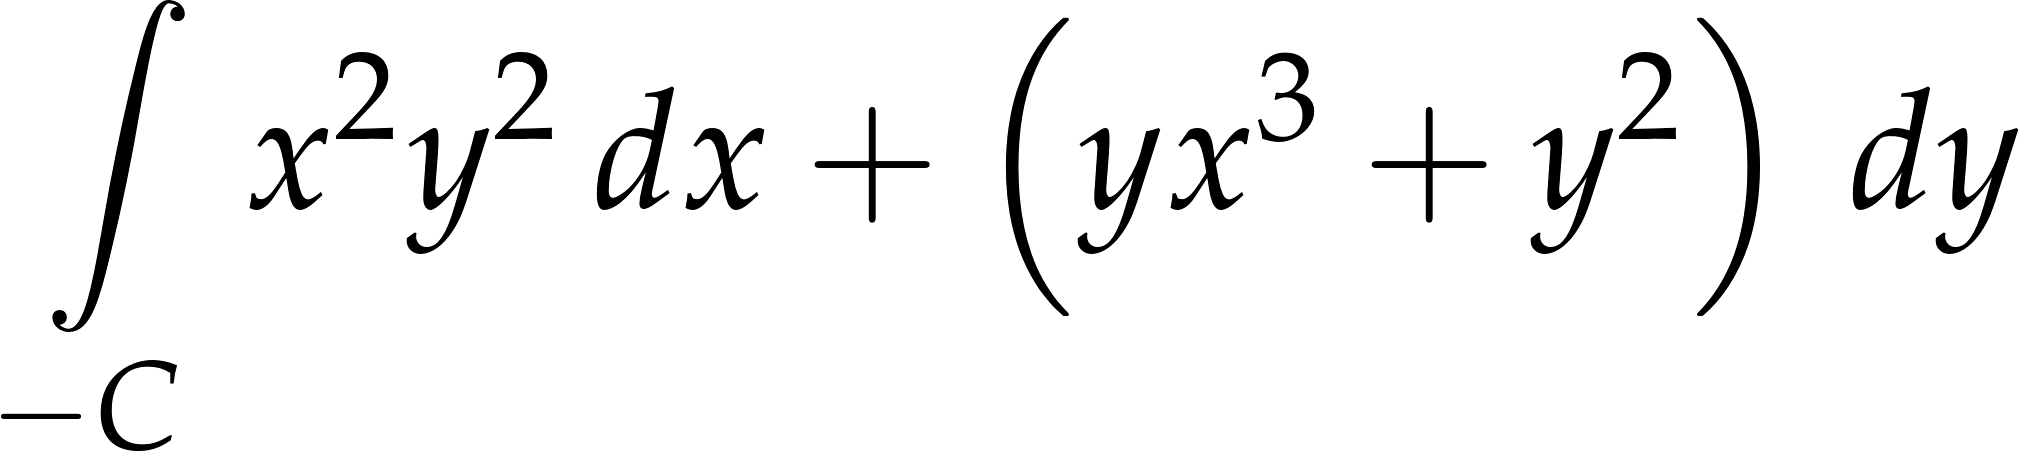 ∫_{−C} x²y² dx + (yx³ + y²) dy